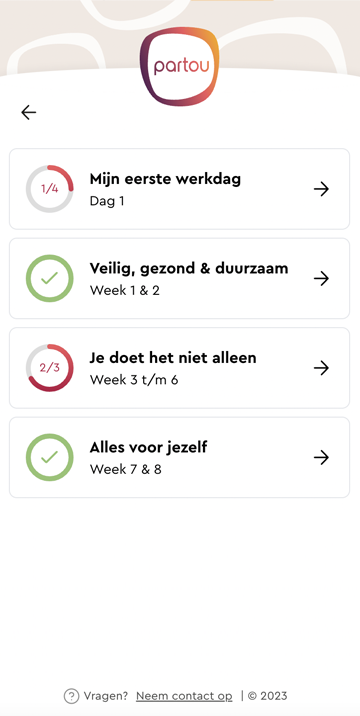 partou
1/4
Mijn eerste werkdag
Dag 1
Veilig, gezond & duurzaam
Week 1 & 2
2/3
Je doet het niet alleen
Week 3 t/m 6
Alles voor jezelf
Week 7 & 8
? Vragen? Neem contact op | © 2023